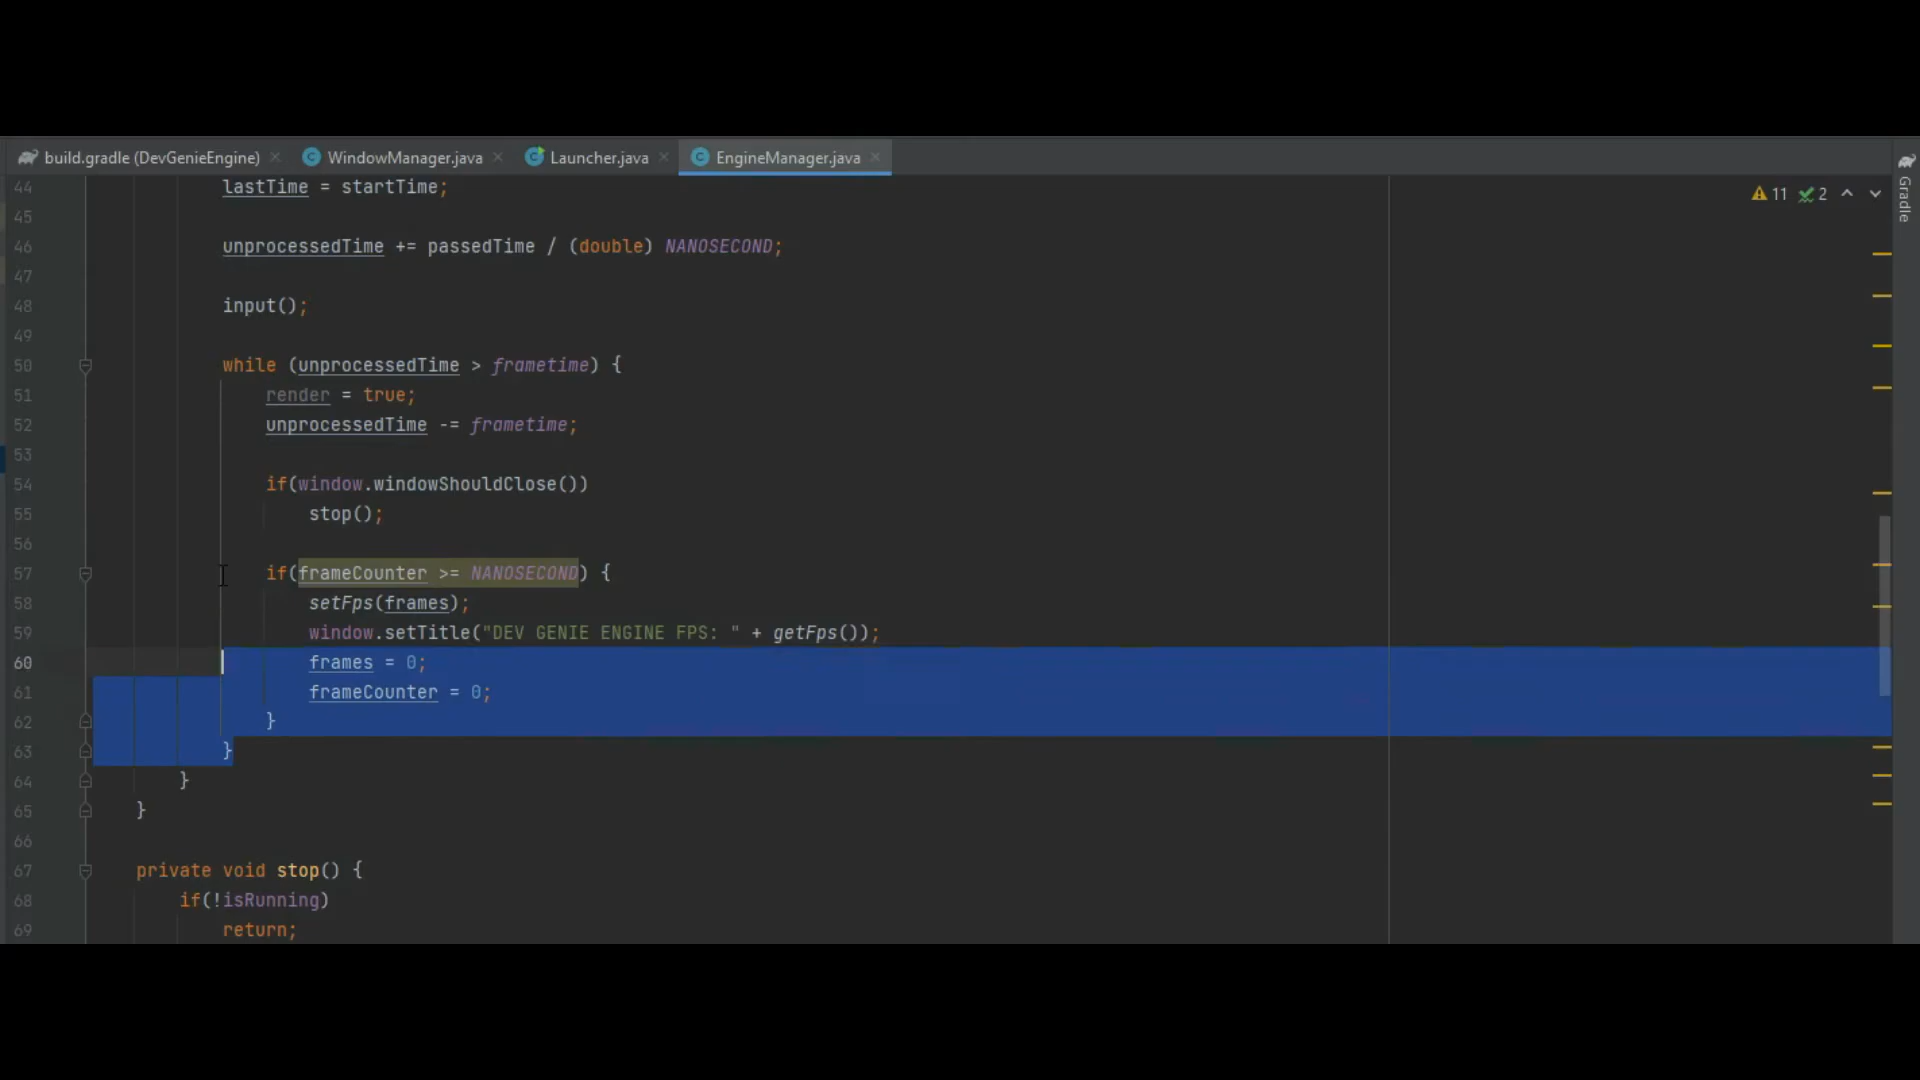 build.gradle (DevGenieEngine) WindowManager.java Launcher.java EngineManager.java
11 2
Gradle
44 lastTime = startTime;
45
46 unprocessedTime += passedTime / (double) NANOSECOND;
47
48 input();
49
50 while (unprocessedTime > frametime) {
51 render = true;
52 unprocessedTime -= frametime;
53
54 if(window.windowShouldClose())
55 stop();
56
57 if(frameCounter >= NANOSECOND) {
58 setFps(frames);
59 window.setTitle("DEV GENIE ENGINE FPS: " + getFps());
60 frames = 0;
61 frameCounter = 0;
62 }
63 }
64 }
65 }
66
67 private void stop() {
68 if(!isRunning)
69 return;